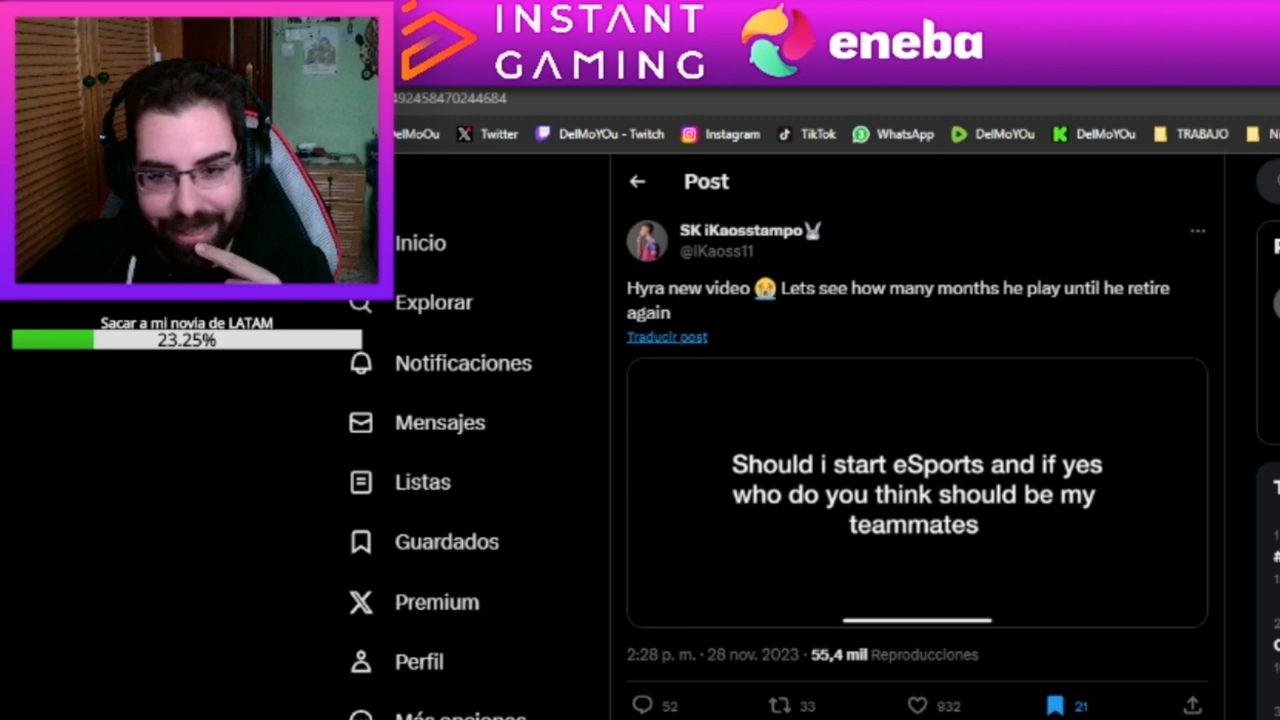 INSTANT
GAMING
eneba
492458470244684
DelMoOu
Twitter
DelMoYOu - Twitch
Instagram
TikTok
WhatsApp
DelMoYOu
DelMoYOu
TRABAJO
Post
SK iKaosstampo
@iKaoss11
Hyra new video 😭 Lets see how many months he play until he retire
again
Traducir post
Should i start eSports and if yes
who do you think should be my
teammates
2:28 p. m. · 28 nov. 2023 · 55,4 mil Reproducciones
52
33
932
21
Sacar a mi novia de LATAM
23.25%
Inicio
Explorar
Notificaciones
Mensajes
Listas
Guardados
Premium
Perfil
Más opciones